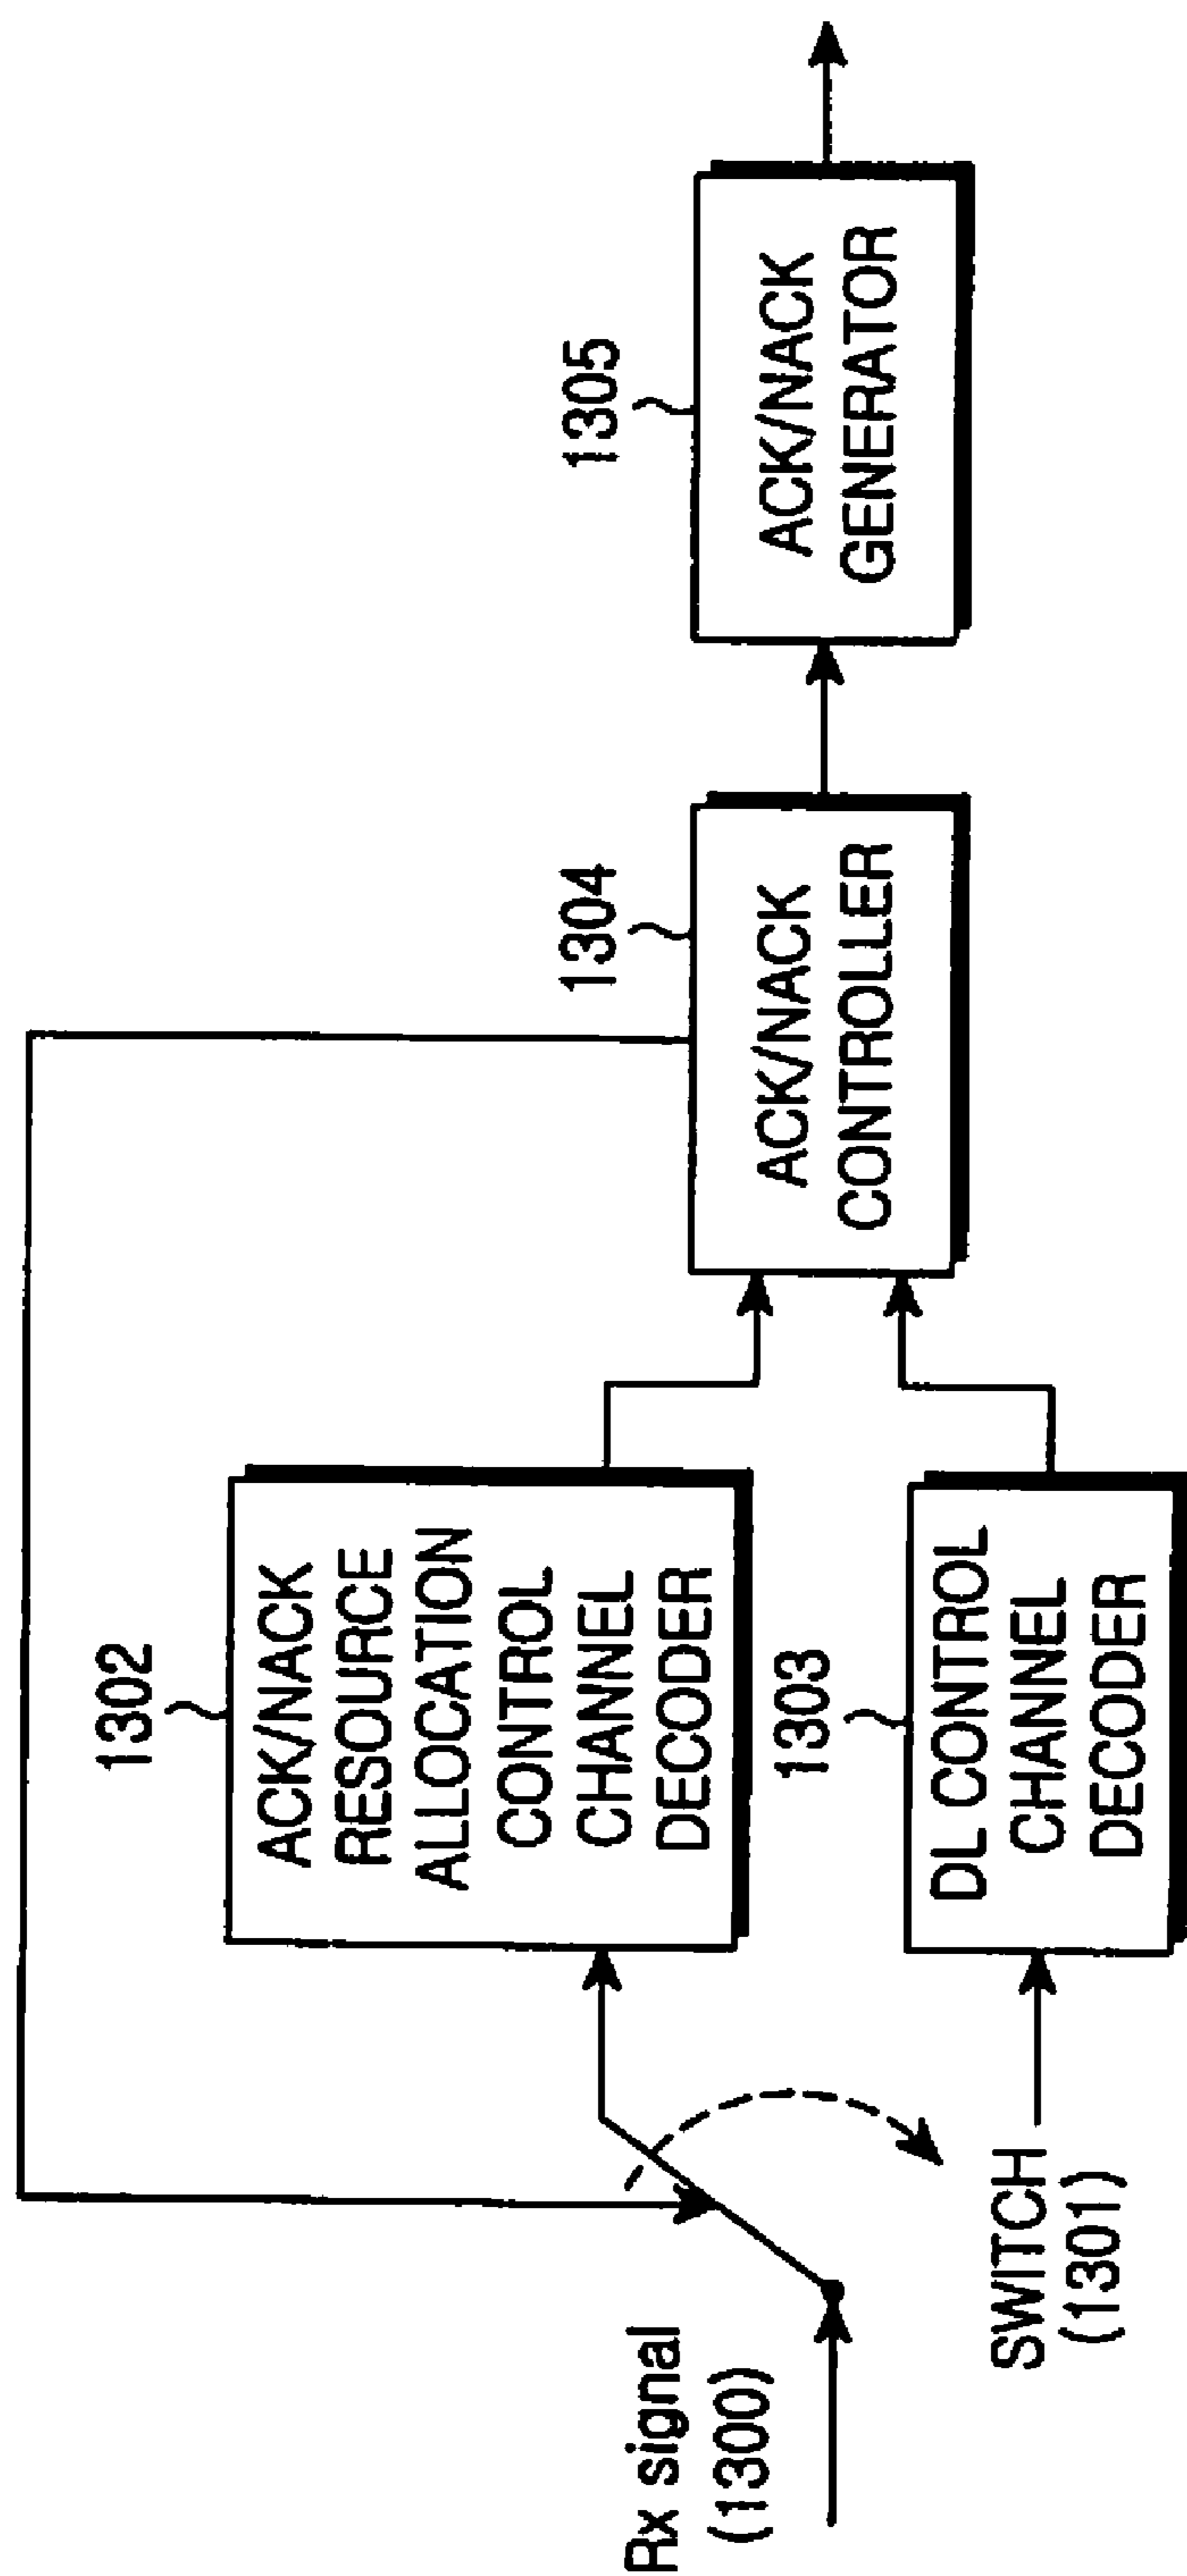 Rx signal
(1300)
SWITCH
(1301)
1302
ACK/NACK
RESOURCE
ALLOCATION
CONTROL
CHANNEL
DECODER
1303
DL CONTROL
CHANNEL
DECODER
1304
ACK/NACK
CONTROLLER
1305
ACK/NACK
GENERATOR